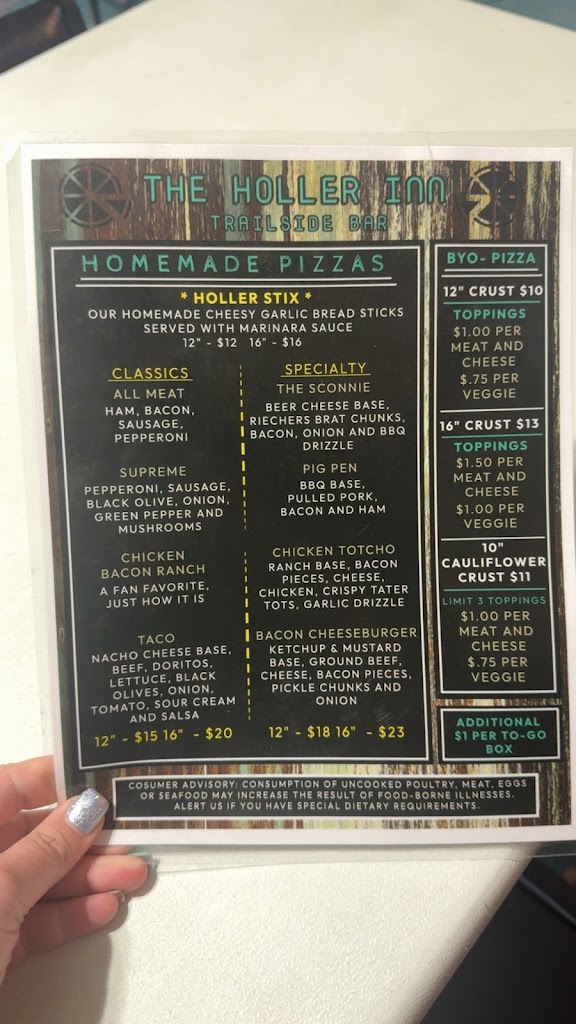 THE HOLLER INN
TRAILSIDE BAR
HOMEMADE PIZZAS
* HOLLER STIX *
OUR HOMEMADE CHEESY GARLIC BREAD STICKS
SERVED WITH MARINARA SAUCE
12" - $12 16" - $16
CLASSICS
ALL MEAT
HAM, BACON,
SAUSAGE,
PEPPERONI
SUPREME
PEPPERONI, SAUSAGE,
BLACK OLIVE, ONION,
GREEN PEPPER AND
MUSHROOMS
CHICKEN
BACON RANCH
A FAN FAVORITE,
JUST HOW IT IS
TACO
NACHO CHEESE BASE,
BEEF, DORITOS,
LETTUCE, BLACK
OLIVES, ONION,
TOMATO, SOUR CREAM
AND SALSA
12" - $15 16" - $20
SPECIALTY
THE SCONNIE
BEER CHEESE BASE,
RIECHERS BRAT CHUNKS,
BACON, ONION AND BBQ
DRIZZLE
PIG PEN
BBQ BASE,
PULLED PORK,
BACON AND HAM
CHICKEN TOTCHO
RANCH BASE, BACON
PIECES, CHEESE,
CHICKEN, CRISPY TATER
TOTS, GARLIC DRIZZLE
BACON CHEESEBURGER
KETCHUP & MUSTARD
BASE, GROUND BEEF,
CHEESE, BACON PIECES,
PICKLE CHUNKS AND
ONION
12" - $18 16" - $23
BYO- PIZZA
12" CRUST $10
TOPPINGS
$1.00 PER
MEAT AND
CHEESE
$.75 PER
VEGGIE
16" CRUST $13
TOPPINGS
$1.50 PER
MEAT AND
CHEESE
$1.00 PER
VEGGIE
10"
CAULIFLOWER
CRUST $11
LIMIT 3 TOPPINGS
$1.00 PER
MEAT AND
CHEESE
$.75 PER
VEGGIE
ADDITIONAL
$1 PER TO-GO
BOX
COSUMER ADVISORY: CONSUMPTION OF UNCOOKED POULTRY, MEAT, EGGS
OR SEAFOOD MAY INCREASE THE RESULT OF FOOD-BORNE ILLNESSES.
ALERT US IF YOU HAVE SPECIAL DIETARY REQUIREMENTS.